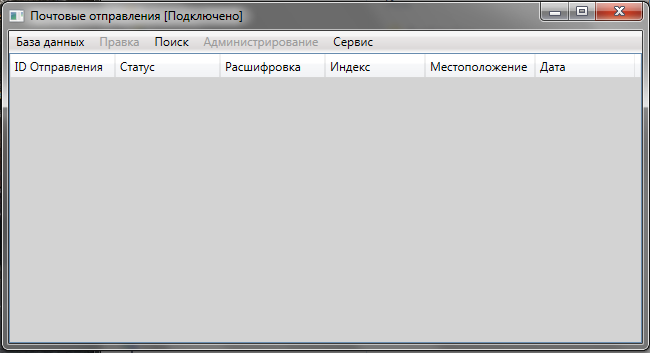 Почтовые отправления [Подключено]
База данных Правка Поиск Администрирование Сервис
ID Отправления Статус Расшифровка Индекс Местоположение Дата